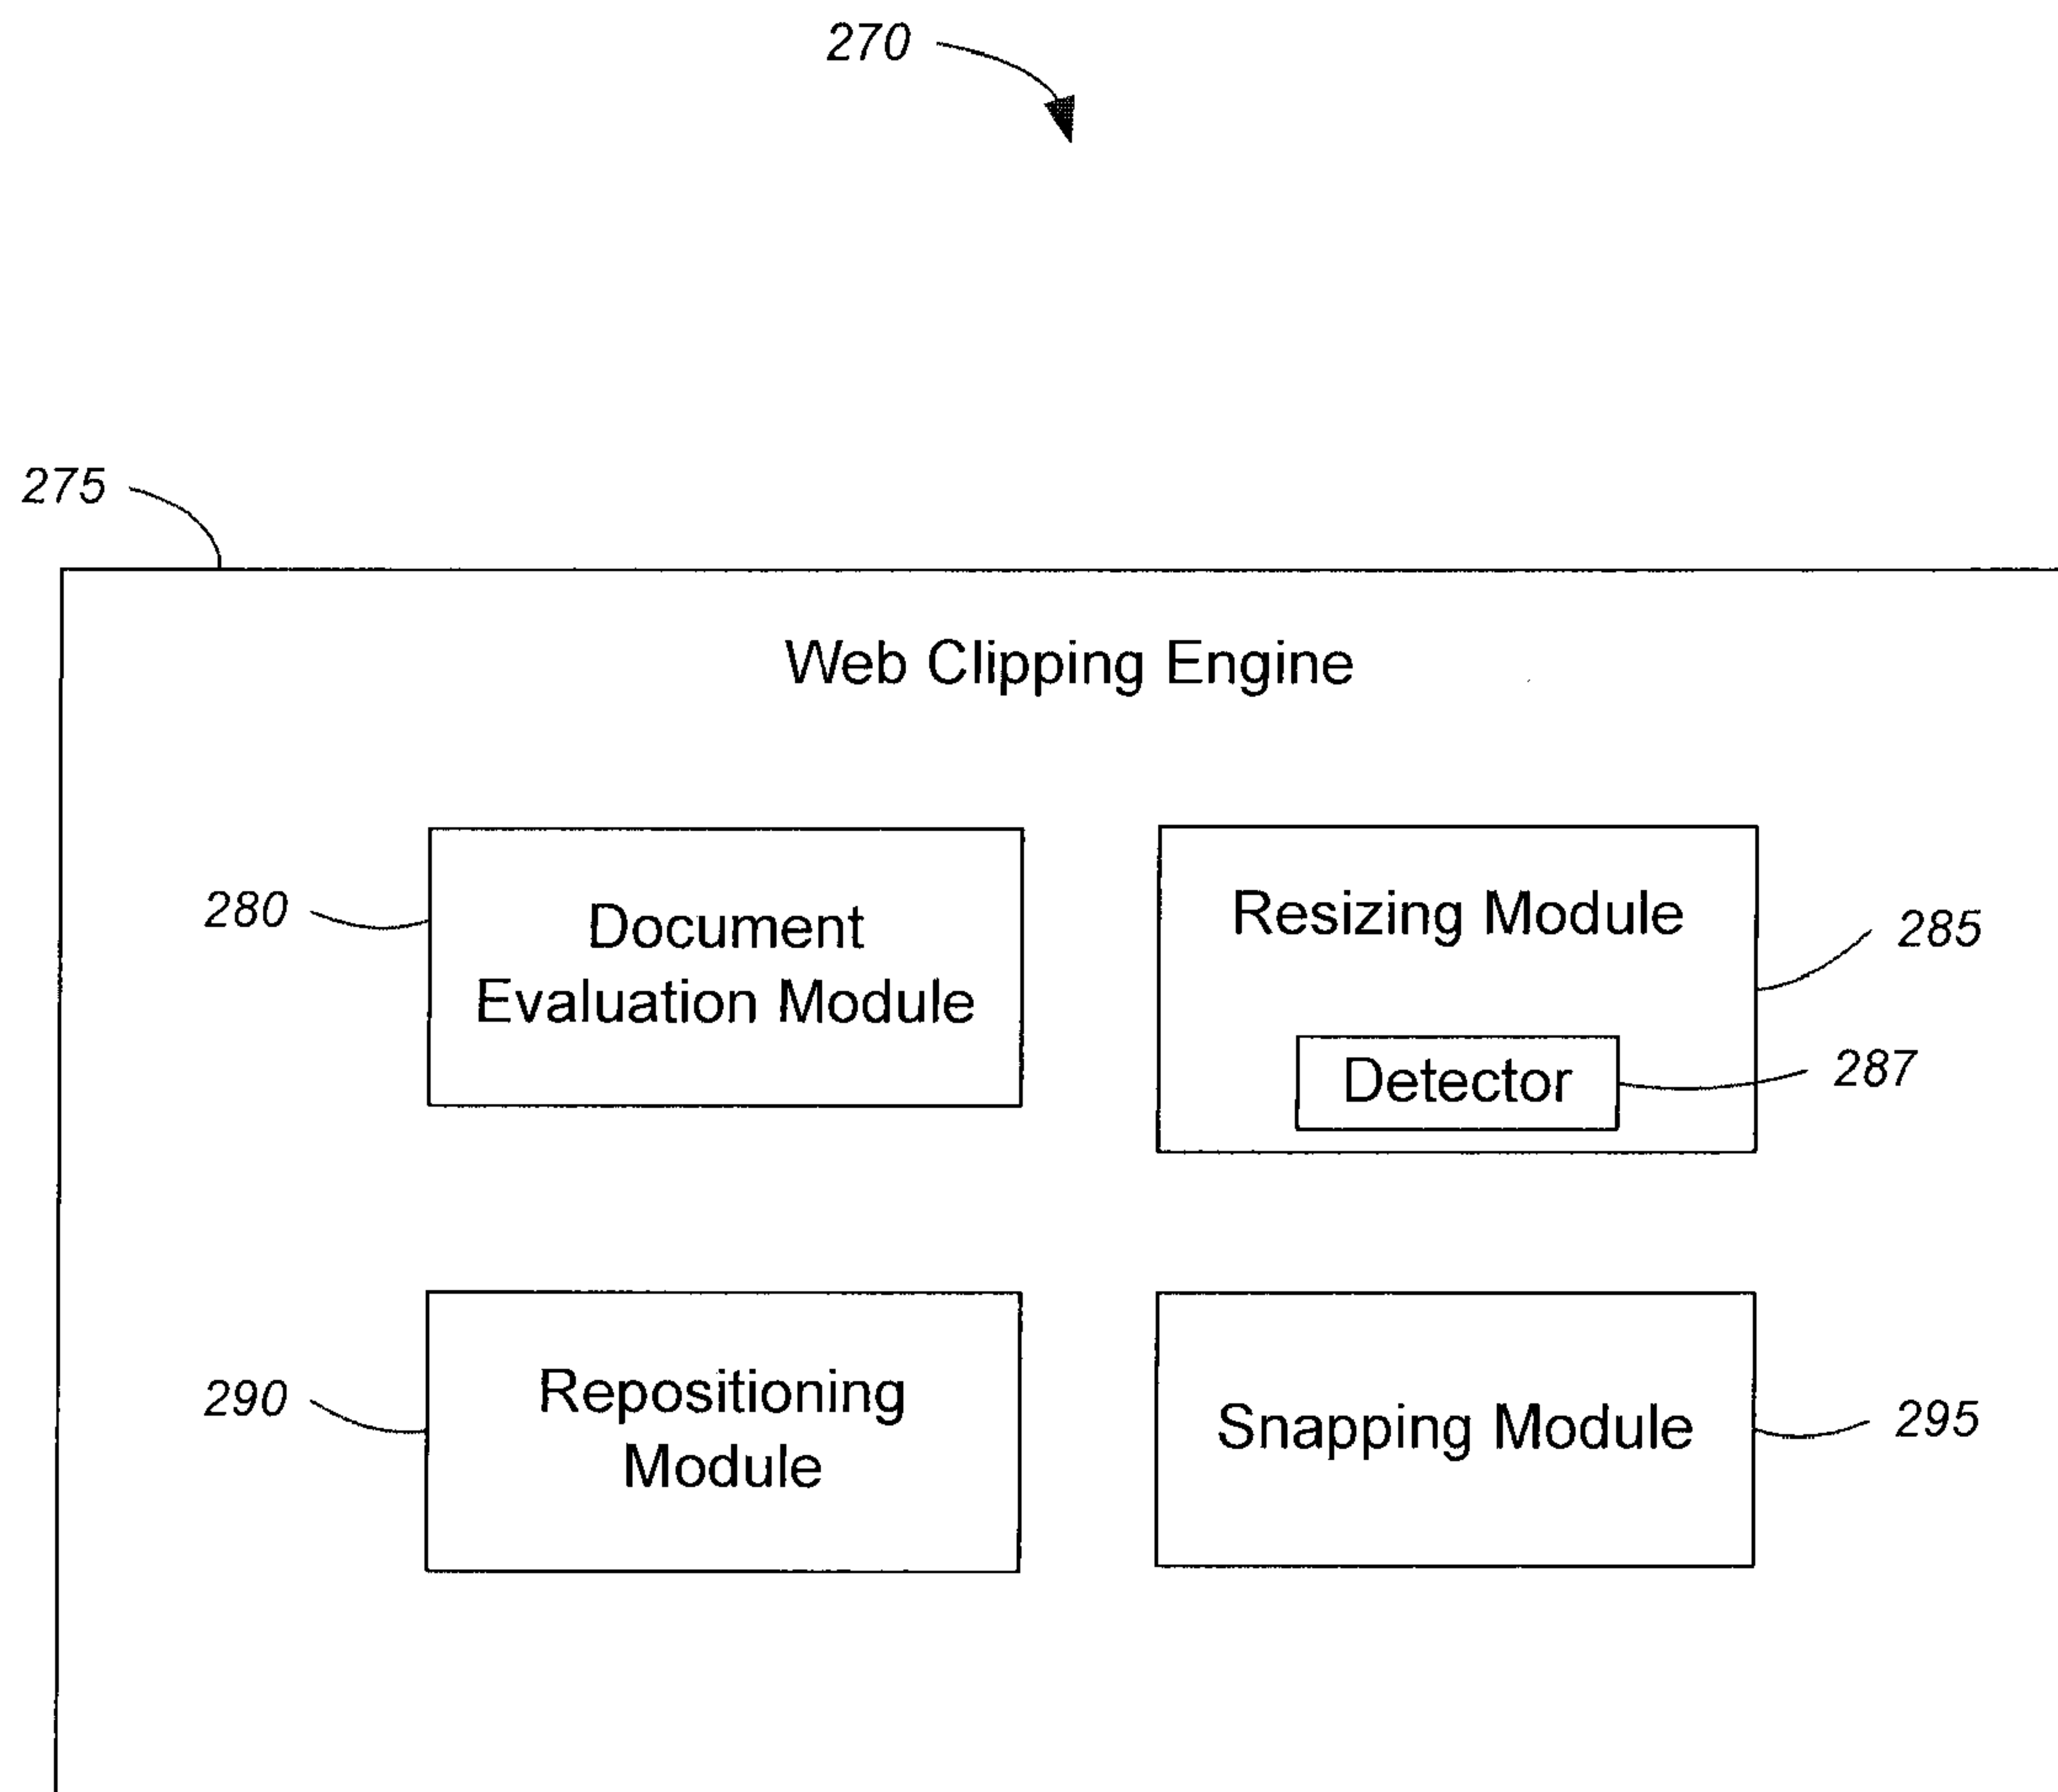 270
275
Web Clipping Engine
280
Document
Evaluation Module
Resizing Module
285
Detector
287
290
Repositioning
Module
Snapping Module
295